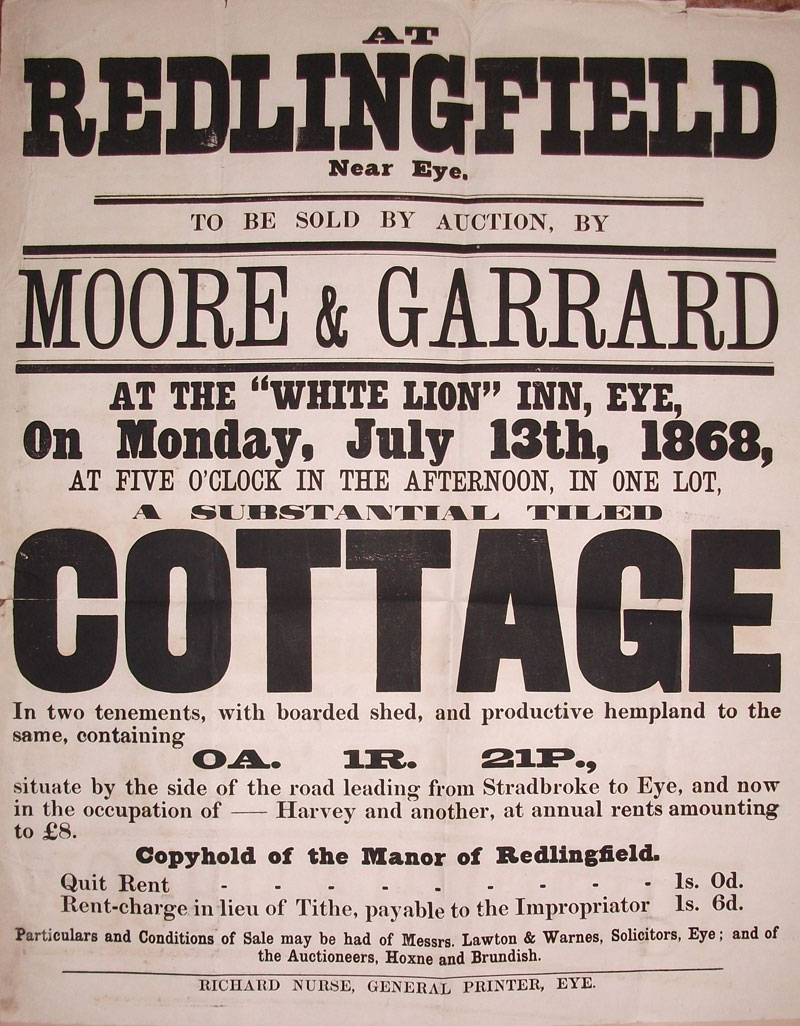 AT
REDLINGFIELD
Near Eye.
TO BE SOLD BY AUCTION, BY
MOORE & GARRARD
AT THE “WHITE LION” INN, EYE,
On Monday, July 13th, 1868,
AT FIVE O'CLOCK IN THE AFTERNOON, IN ONE LOT,
A SUBSTANTIAL TILED
COTTAGE
In two tenements, with boarded shed, and productive hempland to the
same, containing
0A. 1R. 21P.,
situate by the side of the road leading from Stradbroke to Eye, and now
in the occupation of —— Harvey and another, at annual rents amounting
to £8.
Copyhold of the Manor of Redlingfield.
Quit Rent - - - - - - - - - 1s. 0d.
Rent-charge in lieu of Tithe, payable to the Impropriator 1s. 6d.
Particulars and Conditions of Sale may be had of Messrs. Lawton & Warnes, Solicitors, Eye; and of
the Auctioneers, Hoxne and Brundish.
RICHARD NURSE, GENERAL PRINTER, EYE.